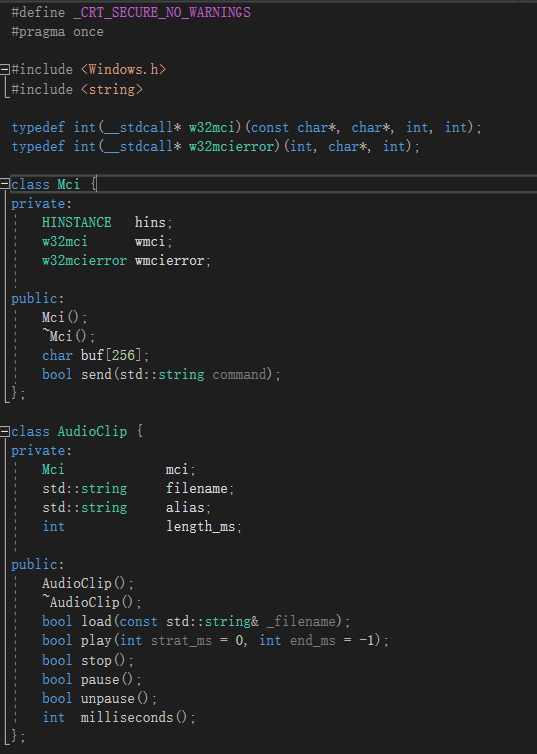 #define _CRT_SECURE_NO_WARNINGS
#pragma once
#include <Windows.h>
#include <string>
typedef int(__stdcall* w32mci)(const char*, char*, int, int);
typedef int(__stdcall* w32mcierror)(int, char*, int);
class Mci {
private:
HINSTANCE hins;
w32mci wmci;
w32mcierror wmcierror;
public:
Mci();
~Mci();
char buf[256];
bool send(std::string command);
};
class AudioClip {
private:
Mci mci;
std::string filename;
std::string alias;
int length_ms;
public:
AudioClip();
~AudioClip();
bool load(const std::string& _filename);
bool play(int strat_ms = 0, int end_ms = -1);
bool stop();
bool pause();
bool unpause();
int milliseconds();
};